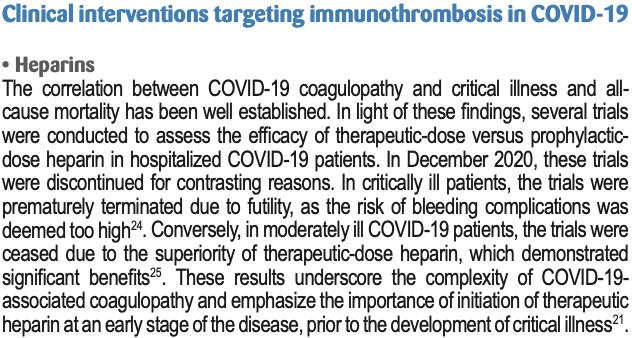 Clinical interventions targeting immunothrombosis in COVID-19
• Heparins
The correlation between COVID-19 coagulopathy and critical illness and all-
cause mortality has been well established. In light of these findings, several trials
were conducted to assess the efficacy of therapeutic-dose versus prophylactic-
dose heparin in hospitalized COVID-19 patients. In December 2020, these trials
were discontinued for contrasting reasons. In critically ill patients, the trials were
prematurely terminated due to futility, as the risk of bleeding complications was
deemed too high²⁴. Conversely, in moderately ill COVID-19 patients, the trials were
ceased due to the superiority of therapeutic-dose heparin, which demonstrated
significant benefits²⁵. These results underscore the complexity of COVID-19-
associated coagulopathy and emphasize the importance of initiation of therapeutic
heparin at an early stage of the disease, prior to the development of critical illness²¹.